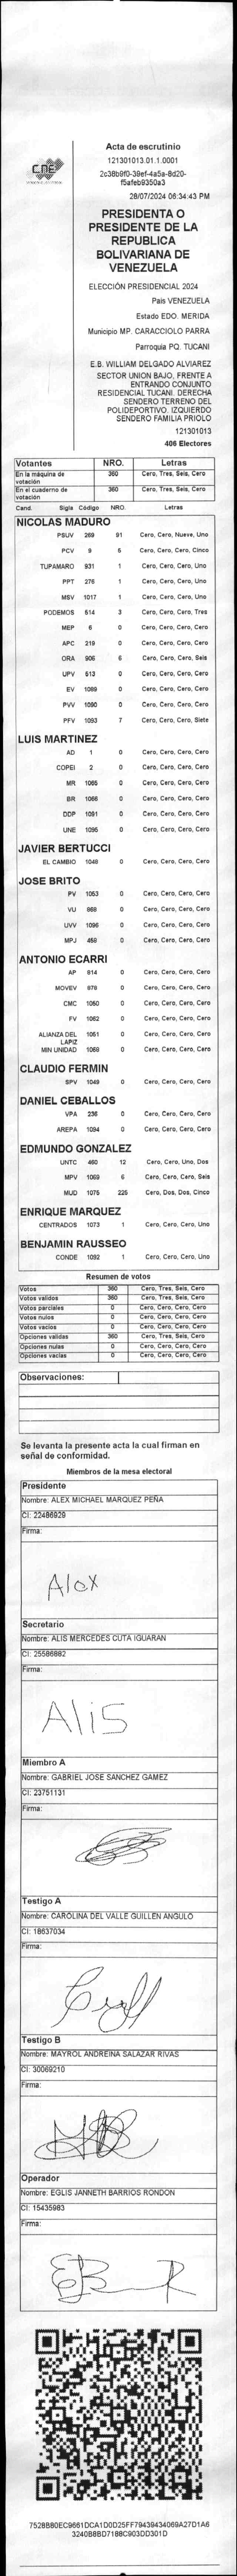 CNE
Acta de escrutinio
121301013.01.1.0001
2c38b9f0-39ef-4a5a-8d20-
f5afeb9350a3
28/07/2024 06:34:43 PM
PRESIDENTA O
PRESIDENTE DE LA
REPUBLICA
BOLIVARIANA DE
VENEZUELA
ELECCIÓN PRESIDENCIAL 2024
País VENEZUELA
Estado EDO. MERIDA
Municipio MP. CARACCIOLO PARRA
Parroquia PQ. TUCANI
E.B. WILLIAM DELGADO ALVIAREZ
SECTOR UNION BAJO, FRENTE A
ENTRANDO CONJUNTO
RESIDENCIAL TUCANI. DERECHA
SENDERO TERRENO DEL
POLIDEPORTIVO. IZQUIERDO
SENDERO FAMILIA PRIOLO
121301013
406 Electores
Votantes NRO. Letras
En la máquina de votación 360 Cero, Tres, Seis, Cero
En el cuaderno de votación 360 Cero, Tres, Seis, Cero
Cand. Sigla Código NRO. Letras
NICOLAS MADURO
PSUV 269 91 Cero, Cero, Nueve, Uno
PCV 9 5 Cero, Cero, Cero, Cinco
TUPAMARO 931 1 Cero, Cero, Cero, Uno
PPT 276 1 Cero, Cero, Cero, Uno
MSV 1017 1 Cero, Cero, Cero, Uno
PODEMOS 514 3 Cero, Cero, Cero, Tres
MEP 6 0 Cero, Cero, Cero, Cero
APC 219 0 Cero, Cero, Cero, Cero
ORA 906 6 Cero, Cero, Cero, Seis
UPV 513 0 Cero, Cero, Cero, Cero
EV 1089 0 Cero, Cero, Cero, Cero
PVV 1090 0 Cero, Cero, Cero, Cero
PFV 1093 7 Cero, Cero, Cero, Siete
LUIS MARTINEZ
AD 1 0 Cero, Cero, Cero, Cero
COPEI 2 0 Cero, Cero, Cero, Cero
MR 1065 0 Cero, Cero, Cero, Cero
BR 1066 0 Cero, Cero, Cero, Cero
DDP 1091 0 Cero, Cero, Cero, Cero
UNE 1095 0 Cero, Cero, Cero, Cero
JAVIER BERTUCCI
EL CAMBIO 1048 0 Cero, Cero, Cero, Cero
JOSE BRITO
PV 1053 0 Cero, Cero, Cero, Cero
VU 868 0 Cero, Cero, Cero, Cero
UVV 1096 0 Cero, Cero, Cero, Cero
MPJ 458 0 Cero, Cero, Cero, Cero
ANTONIO ECARRI
AP 814 0 Cero, Cero, Cero, Cero
MOVEV 978 0 Cero, Cero, Cero, Cero
CMC 1050 0 Cero, Cero, Cero, Cero
FV 1062 0 Cero, Cero, Cero, Cero
ALIANZA DEL LAPIZ 1051 0 Cero, Cero, Cero, Cero
MIN UNIDAD 1068 0 Cero, Cero, Cero, Cero
CLAUDIO FERMIN
SPV 1049 0 Cero, Cero, Cero, Cero
DANIEL CEBALLOS
VPA 236 0 Cero, Cero, Cero, Cero
AREPA 1094 0 Cero, Cero, Cero, Cero
EDMUNDO GONZALEZ
UNTC 460 12 Cero, Cero, Uno, Dos
MPV 1069 6 Cero, Cero, Cero, Seis
MUD 1075 225 Cero, Dos, Dos, Cinco
ENRIQUE MARQUEZ
CENTRADOS 1073 1 Cero, Cero, Cero, Uno
BENJAMIN RAUSSEO
CONDE 1092 1 Cero, Cero, Cero, Uno
Resumen de votos
Votos 360 Cero, Tres, Seis, Cero
Votos validos 360 Cero, Tres, Seis, Cero
Votos parciales 0 Cero, Cero, Cero, Cero
Votos nulos 0 Cero, Cero, Cero, Cero
Votos vacios 0 Cero, Cero, Cero, Cero
Opciones validas 360 Cero, Tres, Seis, Cero
Opciones nulas 0 Cero, Cero, Cero, Cero
Opciones vacias 0 Cero, Cero, Cero, Cero
Observaciones:
Se levanta la presente acta la cual firman en
señal de conformidad.
Miembros de la mesa electoral
Presidente
Nombre: ALEX MICHAEL MARQUEZ PEÑA
CI: 22486929
Firma:
Alex
Secretario
Nombre: ALIS MERCEDES CUTA IGUARAN
CI: 25586882
Firma:
Alis
Miembro A
Nombre: GABRIEL JOSE SANCHEZ GAMEZ
CI: 23751131
Firma:
Testigo A
Nombre: CAROLINA DEL VALLE GUILLEN ANGULO
CI: 18637034
Firma:
Testigo B
Nombre: MAYROL ANDREINA SALAZAR RIVAS
CI: 30069210
Firma:
Operador
Nombre: EGLIS JANNETH BARRIOS RONDON
CI: 15435983
Firma:
7528B80EC9661DCA1D0D25FF79439434069A27D1A6
3240B8BD7188C903DD301D